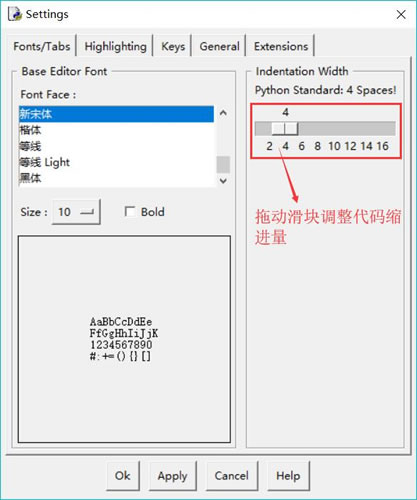 Settings
Fonts/Tabs Highlighting Keys General Extensions
Base Editor Font
Font Face :
新宋体
楷体
等线
等线 Light
黑体
Size : 10 Bold
AaBbCcDdEe
FfGgHhIiJjK
1234567890
#:+=(){}[]
Indentation Width
Python Standard: 4 Spaces!
4
2 4 6 8 10 12 14 16
拖动滑块调整代码缩
进量
Ok Apply Cancel Help